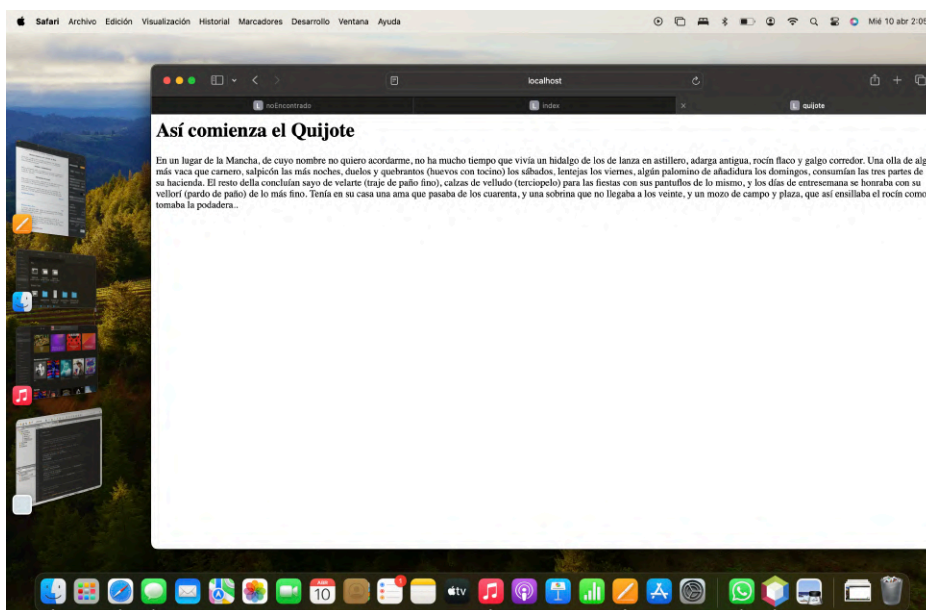 Safari Archivo Edición Visualización Historial Marcadores Desarrollo Ventana Ayuda
Mié 10 abr 2:05
localhost
L noEncontrado
L index
L quijote
Así comienza el Quijote
En un lugar de la Mancha, de cuyo nombre no quiero acordarme, no ha mucho tiempo que vivía un hidalgo de los de lanza en astillero, adarga antigua, rocín flaco y galgo corredor. Una olla de alg
más vaca que carnero, salpicón las más noches, duelos y quebrantos (huevos con tocino) los sábados, lentejas los viernes, algún palomino de añadidura los domingos, consumían las tres partes de
su hacienda. El resto della concluían sayo de velarte (traje de paño fino), calzas de velludo (terciopelo) para las fiestas con sus pantuflos de lo mismo, y los días de entresemana se honraba con su
vellorí (pardo de paño) de lo más fino. Tenía en su casa una ama que pasaba de los cuarenta, y una sobrina que no llegaba a los veinte, y un mozo de campo y plaza, que así ensillaba el rocín como
tomaba la podadera..
ABR
10
1
tv